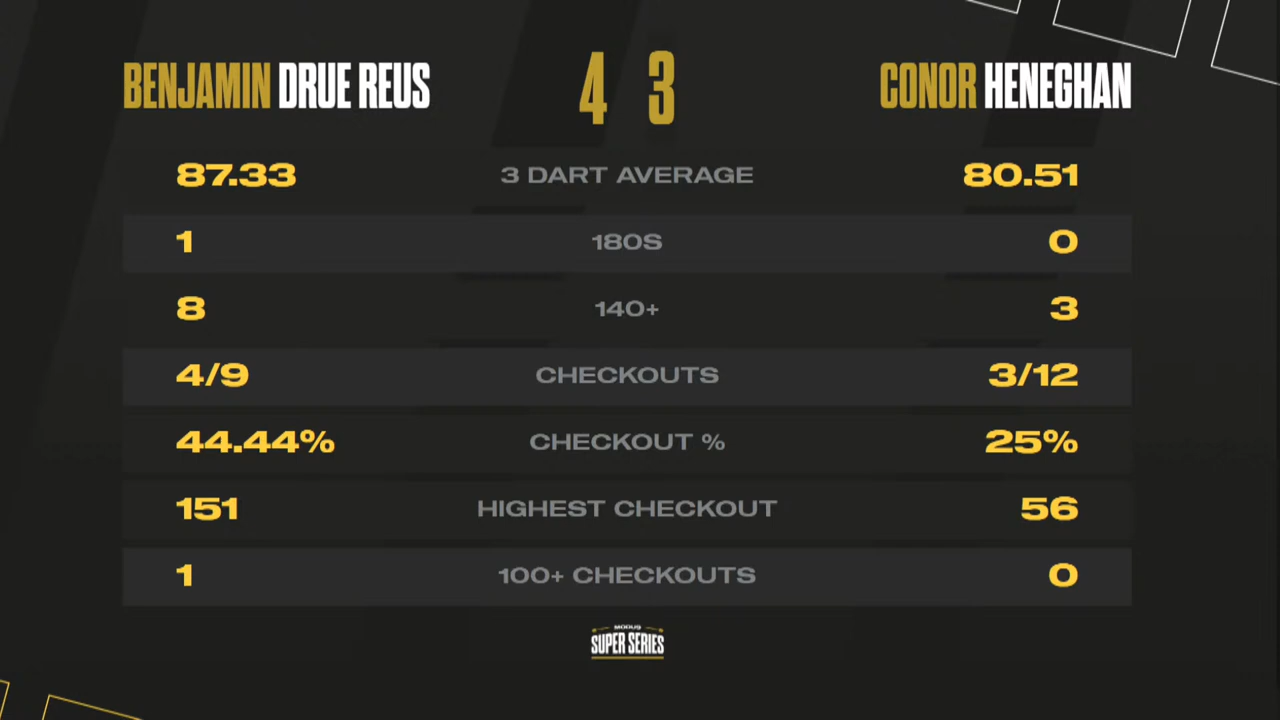 BENJAMIN DRUE REUS 4 3 CONOR HENEGHAN
87.33 3 DART AVERAGE 80.51
1 180S 0
8 140+ 3
4/9 CHECKOUTS 3/12
44.44% CHECKOUT % 25%
151 HIGHEST CHECKOUT 56
1 100+ CHECKOUTS 0
MODUS
SUPER SERIES